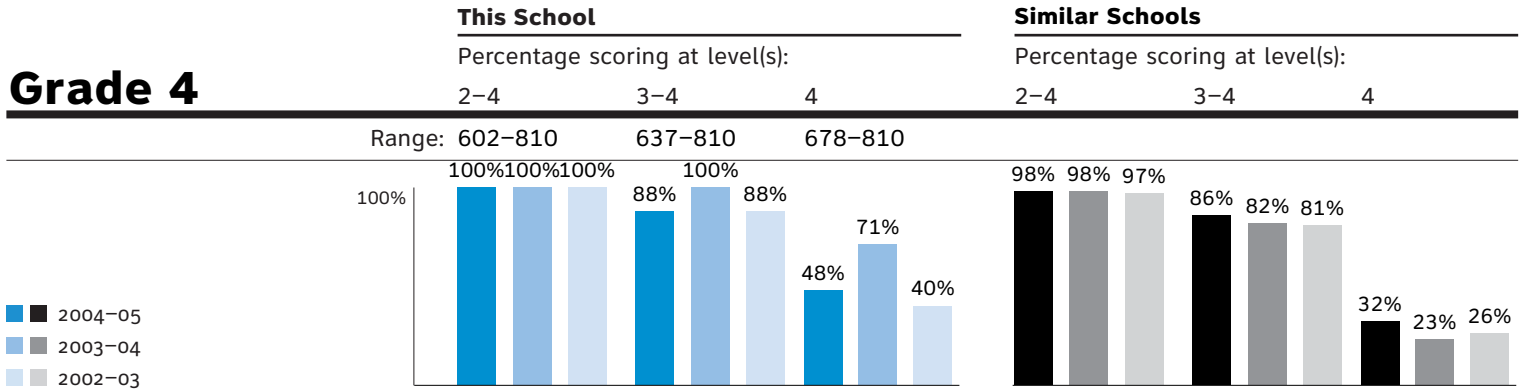 This School
Similar Schools
Percentage scoring at level(s):
Percentage scoring at level(s):
Grade 4
2–4 3–4 4
2–4 3–4 4
Range: 602–810 637–810 678–810
100%
100% 100% 100%
88% 100% 88%
48% 71% 40%
98% 98% 97%
86% 82% 81%
32% 23% 26%
2004–05
2003–04
2002–03